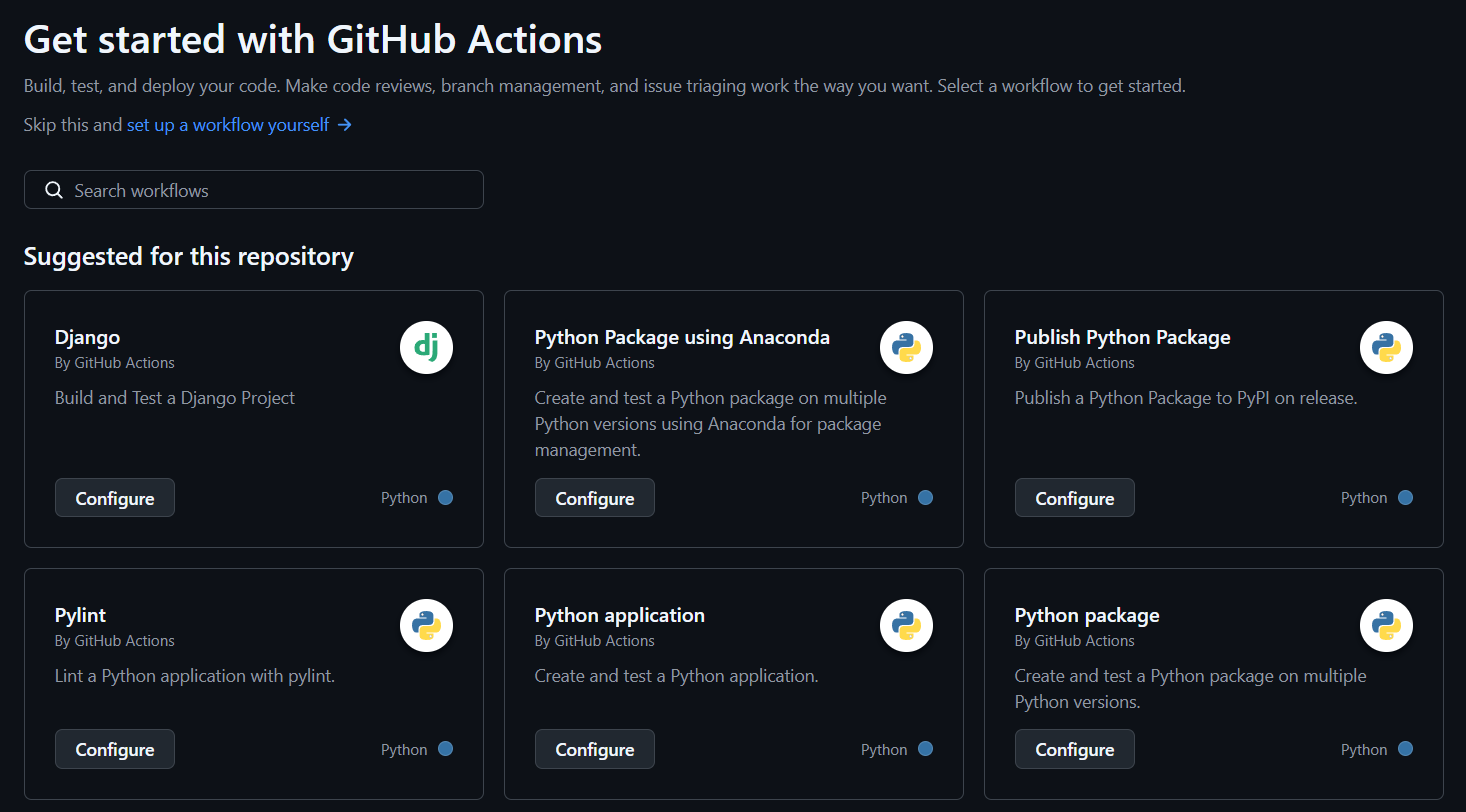 Get started with GitHub Actions
Build, test, and deploy your code. Make code reviews, branch management, and issue triaging work the way you want. Select a workflow to get started.
Skip this and set up a workflow yourself →
Search workflows
Suggested for this repository
Django
By GitHub Actions
Build and Test a Django Project
Configure
Python
dj
Python Package using Anaconda
By GitHub Actions
Create and test a Python package on multiple
Python versions using Anaconda for package
management.
Configure
Python
Publish Python Package
By GitHub Actions
Publish a Python Package to PyPI on release.
Configure
Python
Pylint
By GitHub Actions
Lint a Python application with pylint.
Configure
Python
Python application
By GitHub Actions
Create and test a Python application.
Configure
Python
Python package
By GitHub Actions
Create and test a Python package on multiple
Python versions.
Configure
Python